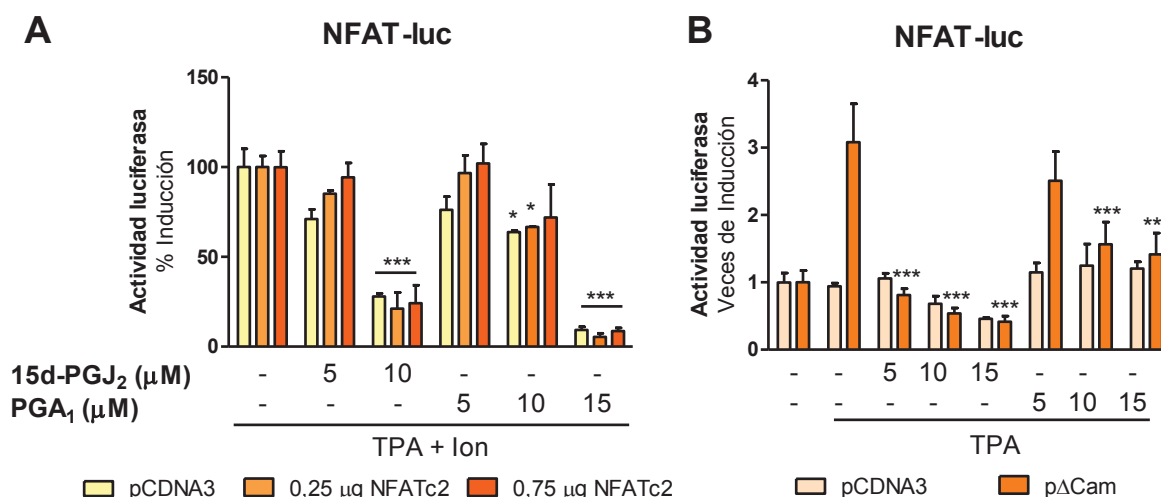 A
NFAT-luc
Actividad luciferasa
% Inducción
150
100
50
0
*** * * ***
15d-PGJ₂ (μM) - 5 10 - - -
PGA₁ (μM) - - - 5 10 15
TPA + Ion
pCDNA3 0,25 μg NFATc2 0,75 μg NFATc2
B
NFAT-luc
Actividad luciferasa
Veces de Inducción
4
3
2
1
0
*** *** *** *** **
- - 5 10 15 - - -
- - - - - 5 10 15
TPA
pCDNA3 pΔCam